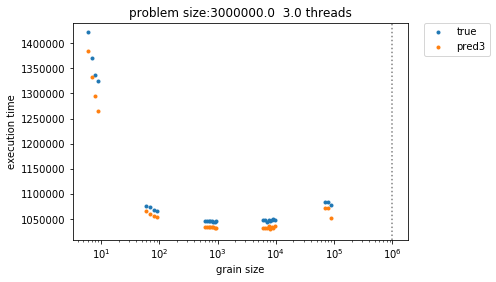 problem size:3000000.0  3.0 threads
true
pred3
execution time
1400000
1350000
1300000
1250000
1200000
1150000
1100000
1050000
10¹
10²
10³
10⁴
10⁵
10⁶
grain size